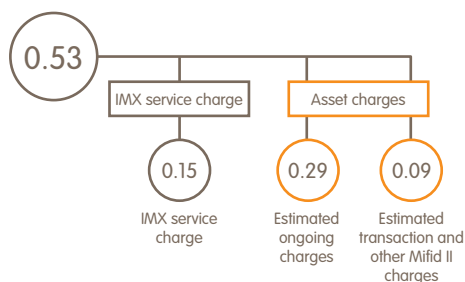 0.53
IMX service charge
Asset charges
0.15
0.29
0.09
IMX service
charge
Estimated
ongoing
charges
Estimated
transaction and
other Mifid II
charges